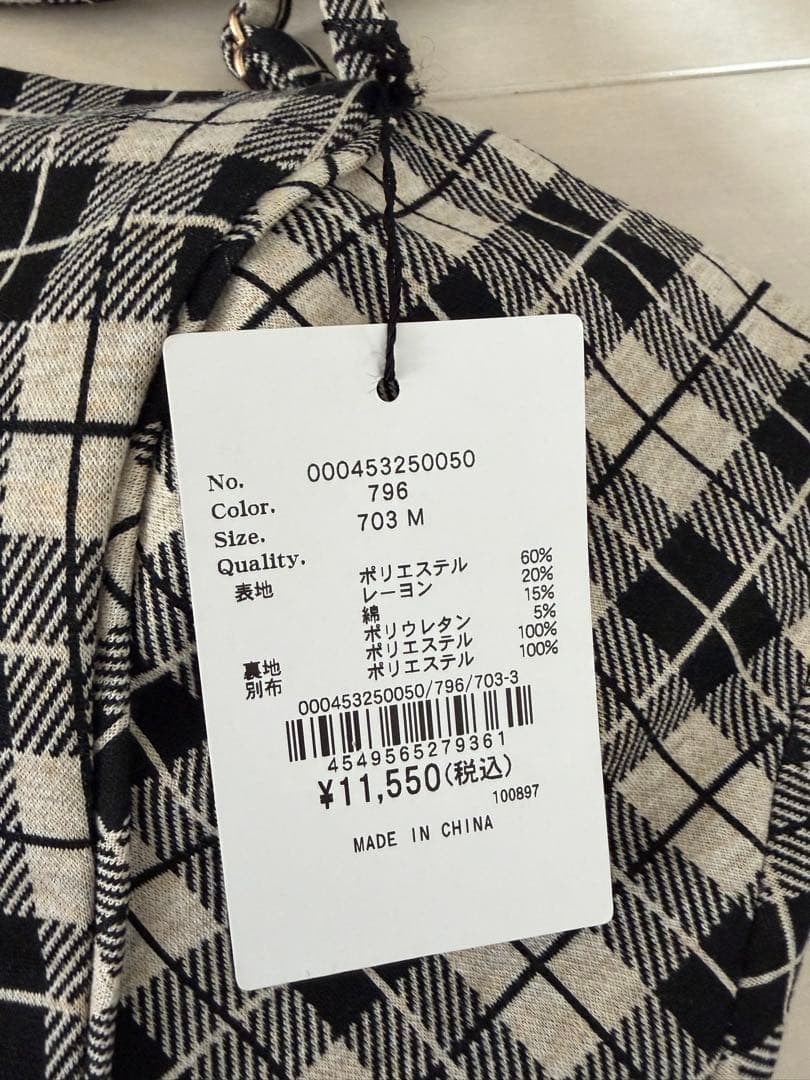 No. 000453250050
Color. 796
Size. 703 M
Quality.
表地 ポリエステル 60%
レーヨン 20%
綿 15%
ポリウレタン 5%
裏地 ポリエステル 100%
別布 ポリエステル 100%
000453250050/796/703-3
4549565279361
¥11,550(税込)
100897
MADE IN CHINA